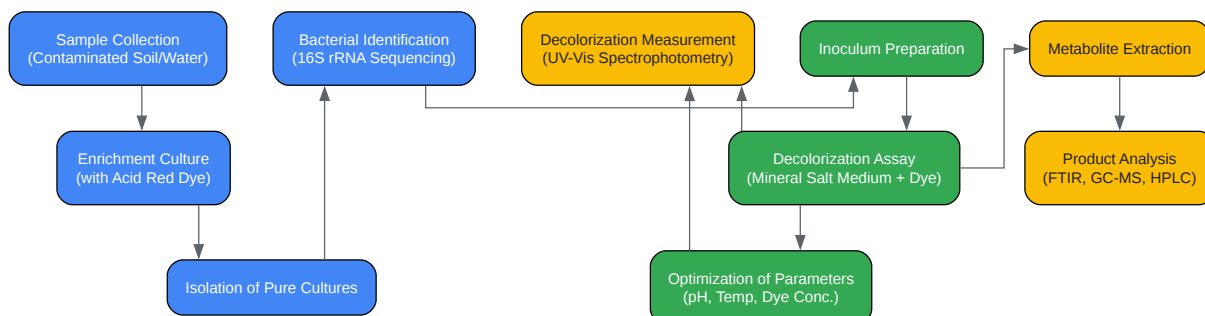 Sample Collection
(Contaminated Soil/Water)
Bacterial Identification
(16S rRNA Sequencing)
Decolorization Measurement
(UV-Vis Spectrophotometry)
Inoculum Preparation
Metabolite Extraction
Enrichment Culture
(with Acid Red Dye)
Decolorization Assay
(Mineral Salt Medium + Dye)
Product Analysis
(FTIR, GC-MS, HPLC)
Isolation of Pure Cultures
Optimization of Parameters
(pH, Temp, Dye Conc.)